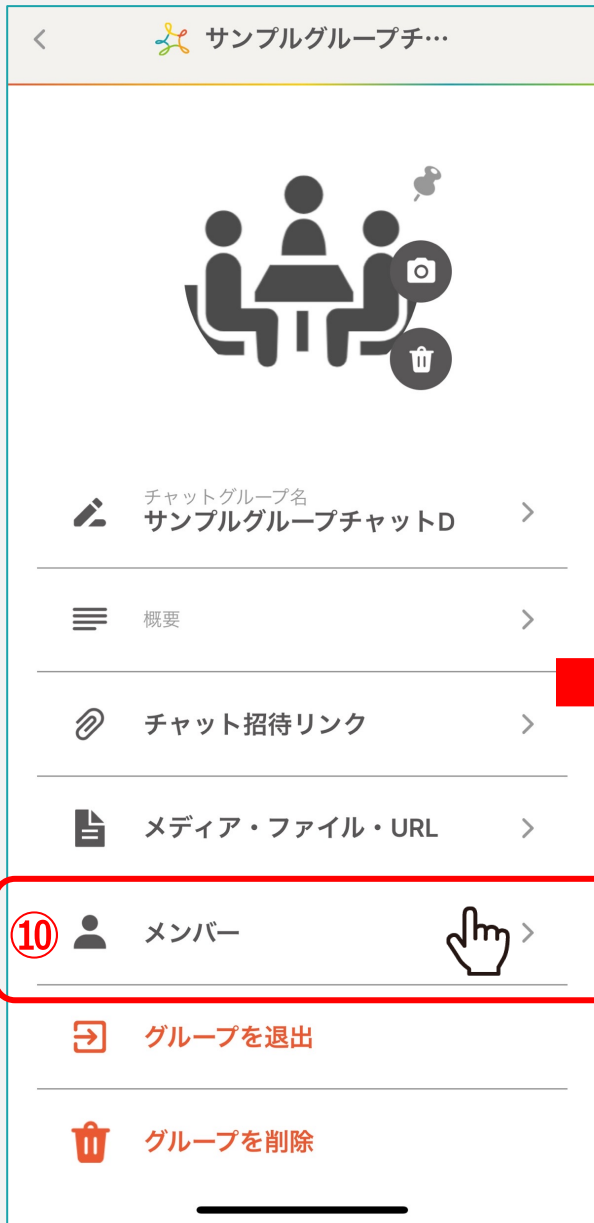 サンプルグループチ…
チャットグループ名
サンプルグループチャットD
概要
チャット招待リンク
メディア・ファイル・URL
⑩ メンバー
グループを退出
グループを削除